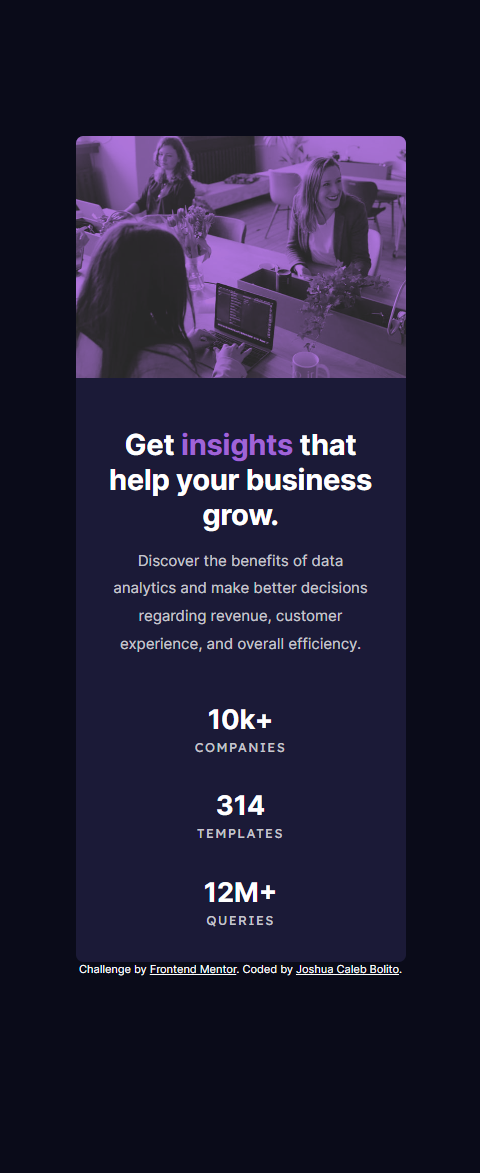 Get insights that
help your business
grow.
Discover the benefits of data
analytics and make better decisions
regarding revenue, customer
experience, and overall efficiency.
10k+
COMPANIES
314
TEMPLATES
12M+
QUERIES
Challenge by Frontend Mentor. Coded by Joshua Caleb Bolito.